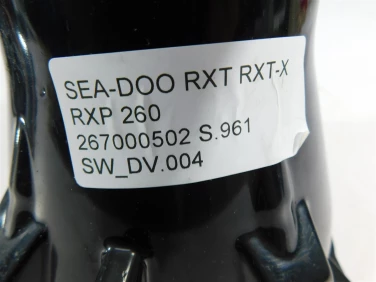 SEA-DOO RXT RXT-X
RXP 260
267000502 S.961
SW_DV.004